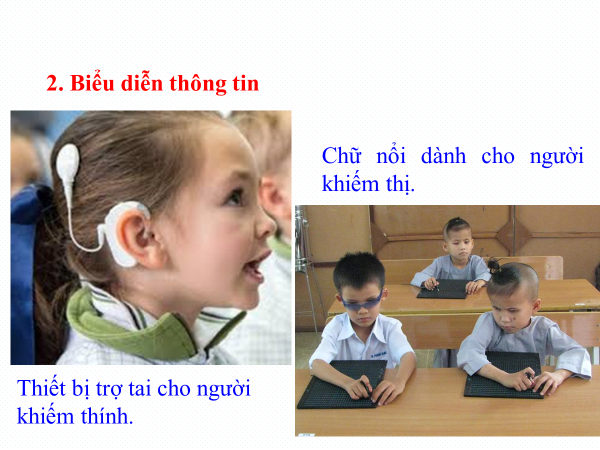 2. Biểu diễn thông tin
Chữ nổi dành cho người
khiếm thị.
Thiết bị trợ tai cho người
khiếm thính.